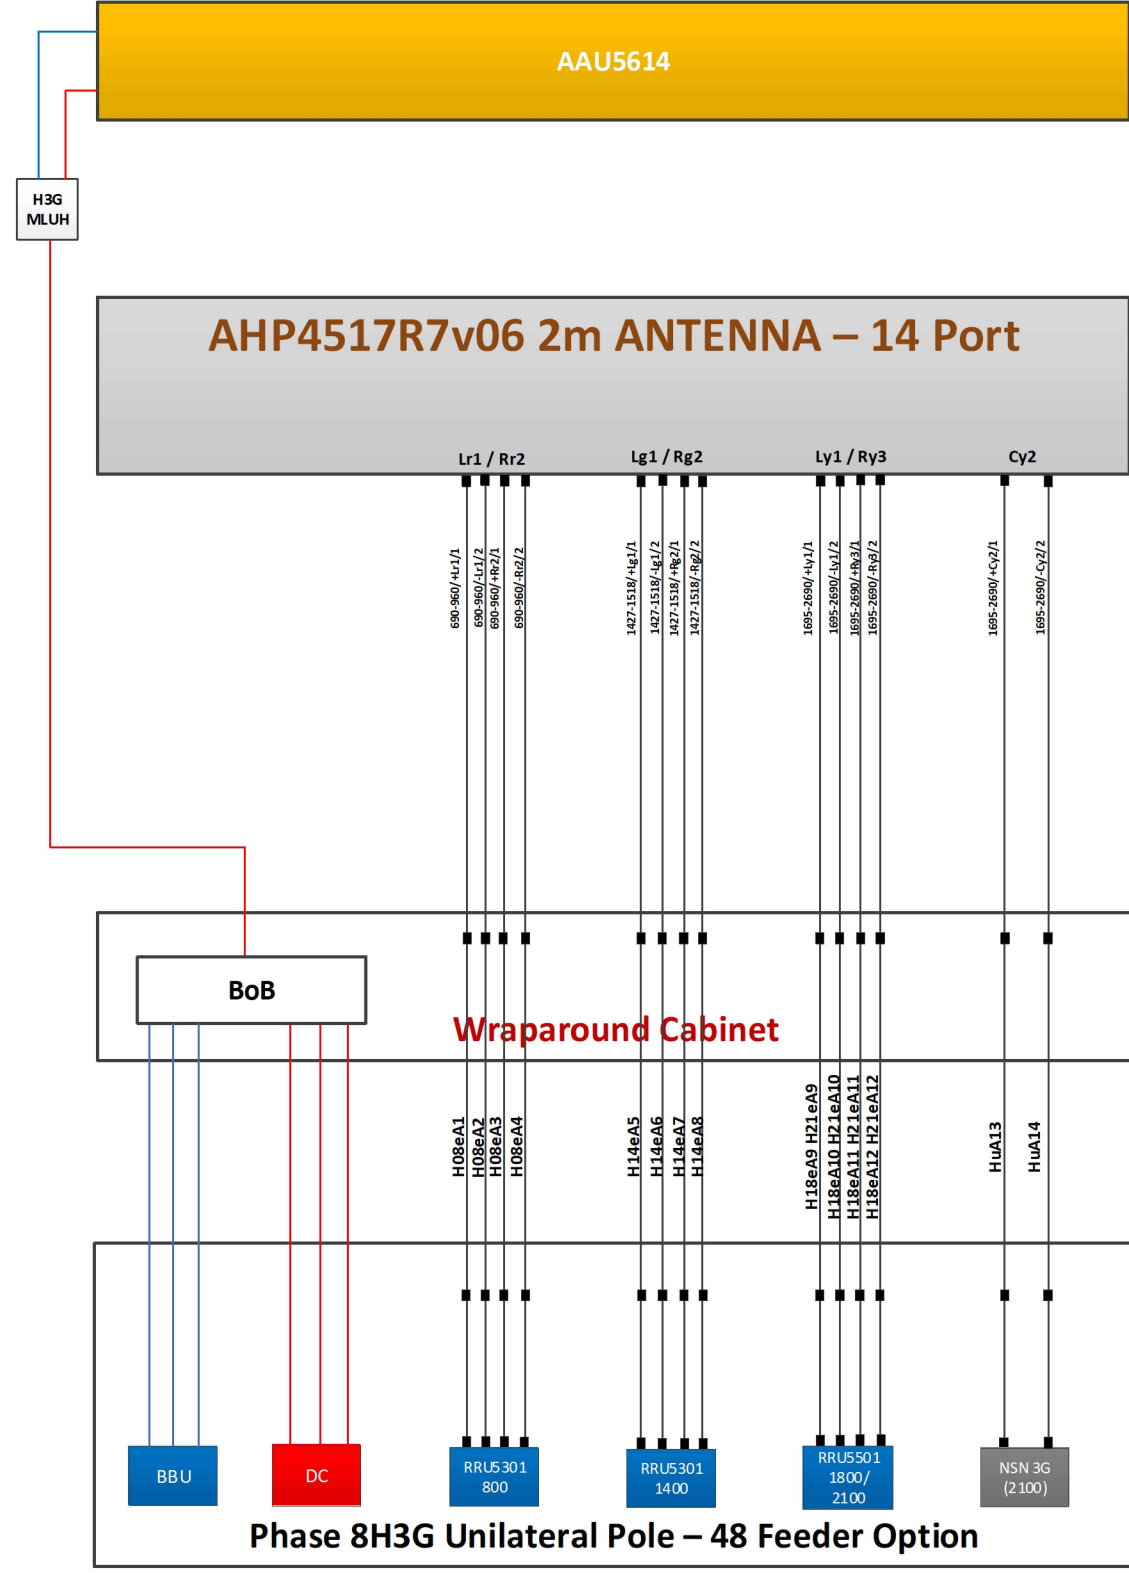 AAU5614
H3G
MLUH
AHP4517R7v06 2m ANTENNA – 14 Port
Lr1 / Rr2
Lg1 / Rg2
Ly1 / Ry3
Cy2
690-960/+Lr1/1
690-960/-Lr1/2
690-960/+Rr2/1
690-960/-Rr2/2
1427-1518/+Lg1/1
1427-1518/-Lg1/2
1427-1518/+Rg2/1
1427-1518/-Rg2/2
1695-2690/+Ly1/1
1695-2690/-Ly1/2
1695-2690/+Ry3/1
1695-2690/-Ry3/2
1695-2690/+Cy2/1
1695-2690/-Cy2/2
BoB
Wraparound Cabinet
H08eA1
H08eA2
H08eA3
H08eA4
H14eA5
H14eA6
H14eA7
H14eA8
H18eA9 H21eA9
H18eA10 H21eA10
H18eA11 H21eA11
H18eA12 H21eA12
HuA13
HuA14
BBU
DC
RRU5301
800
RRU5301
1400
RRU5501
1800/
2100
NSN 3G
(2100)
Phase 8H3G Unilateral Pole – 48 Feeder Option